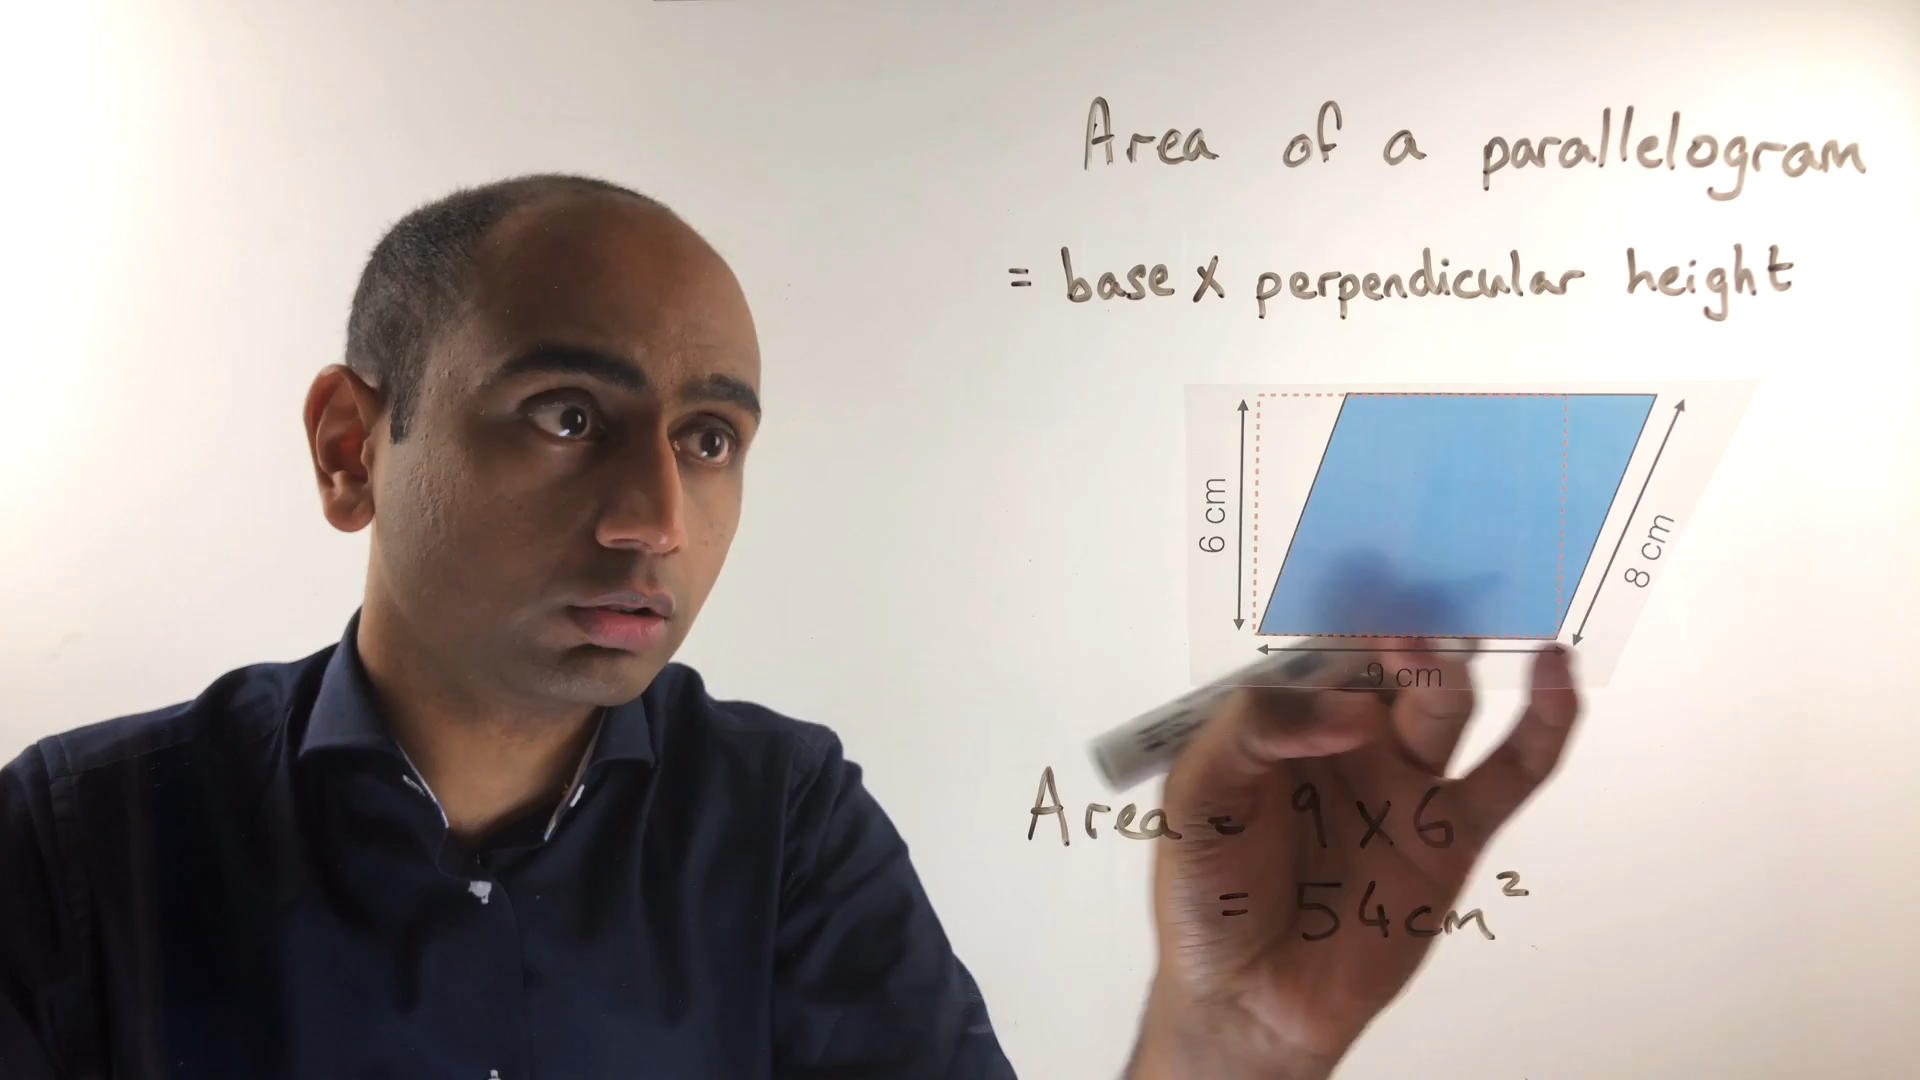 Area of a parallelogram
= base x perpendicular height
6 cm
8 cm
9 cm
Area = 9 x 6
= 54 cm²